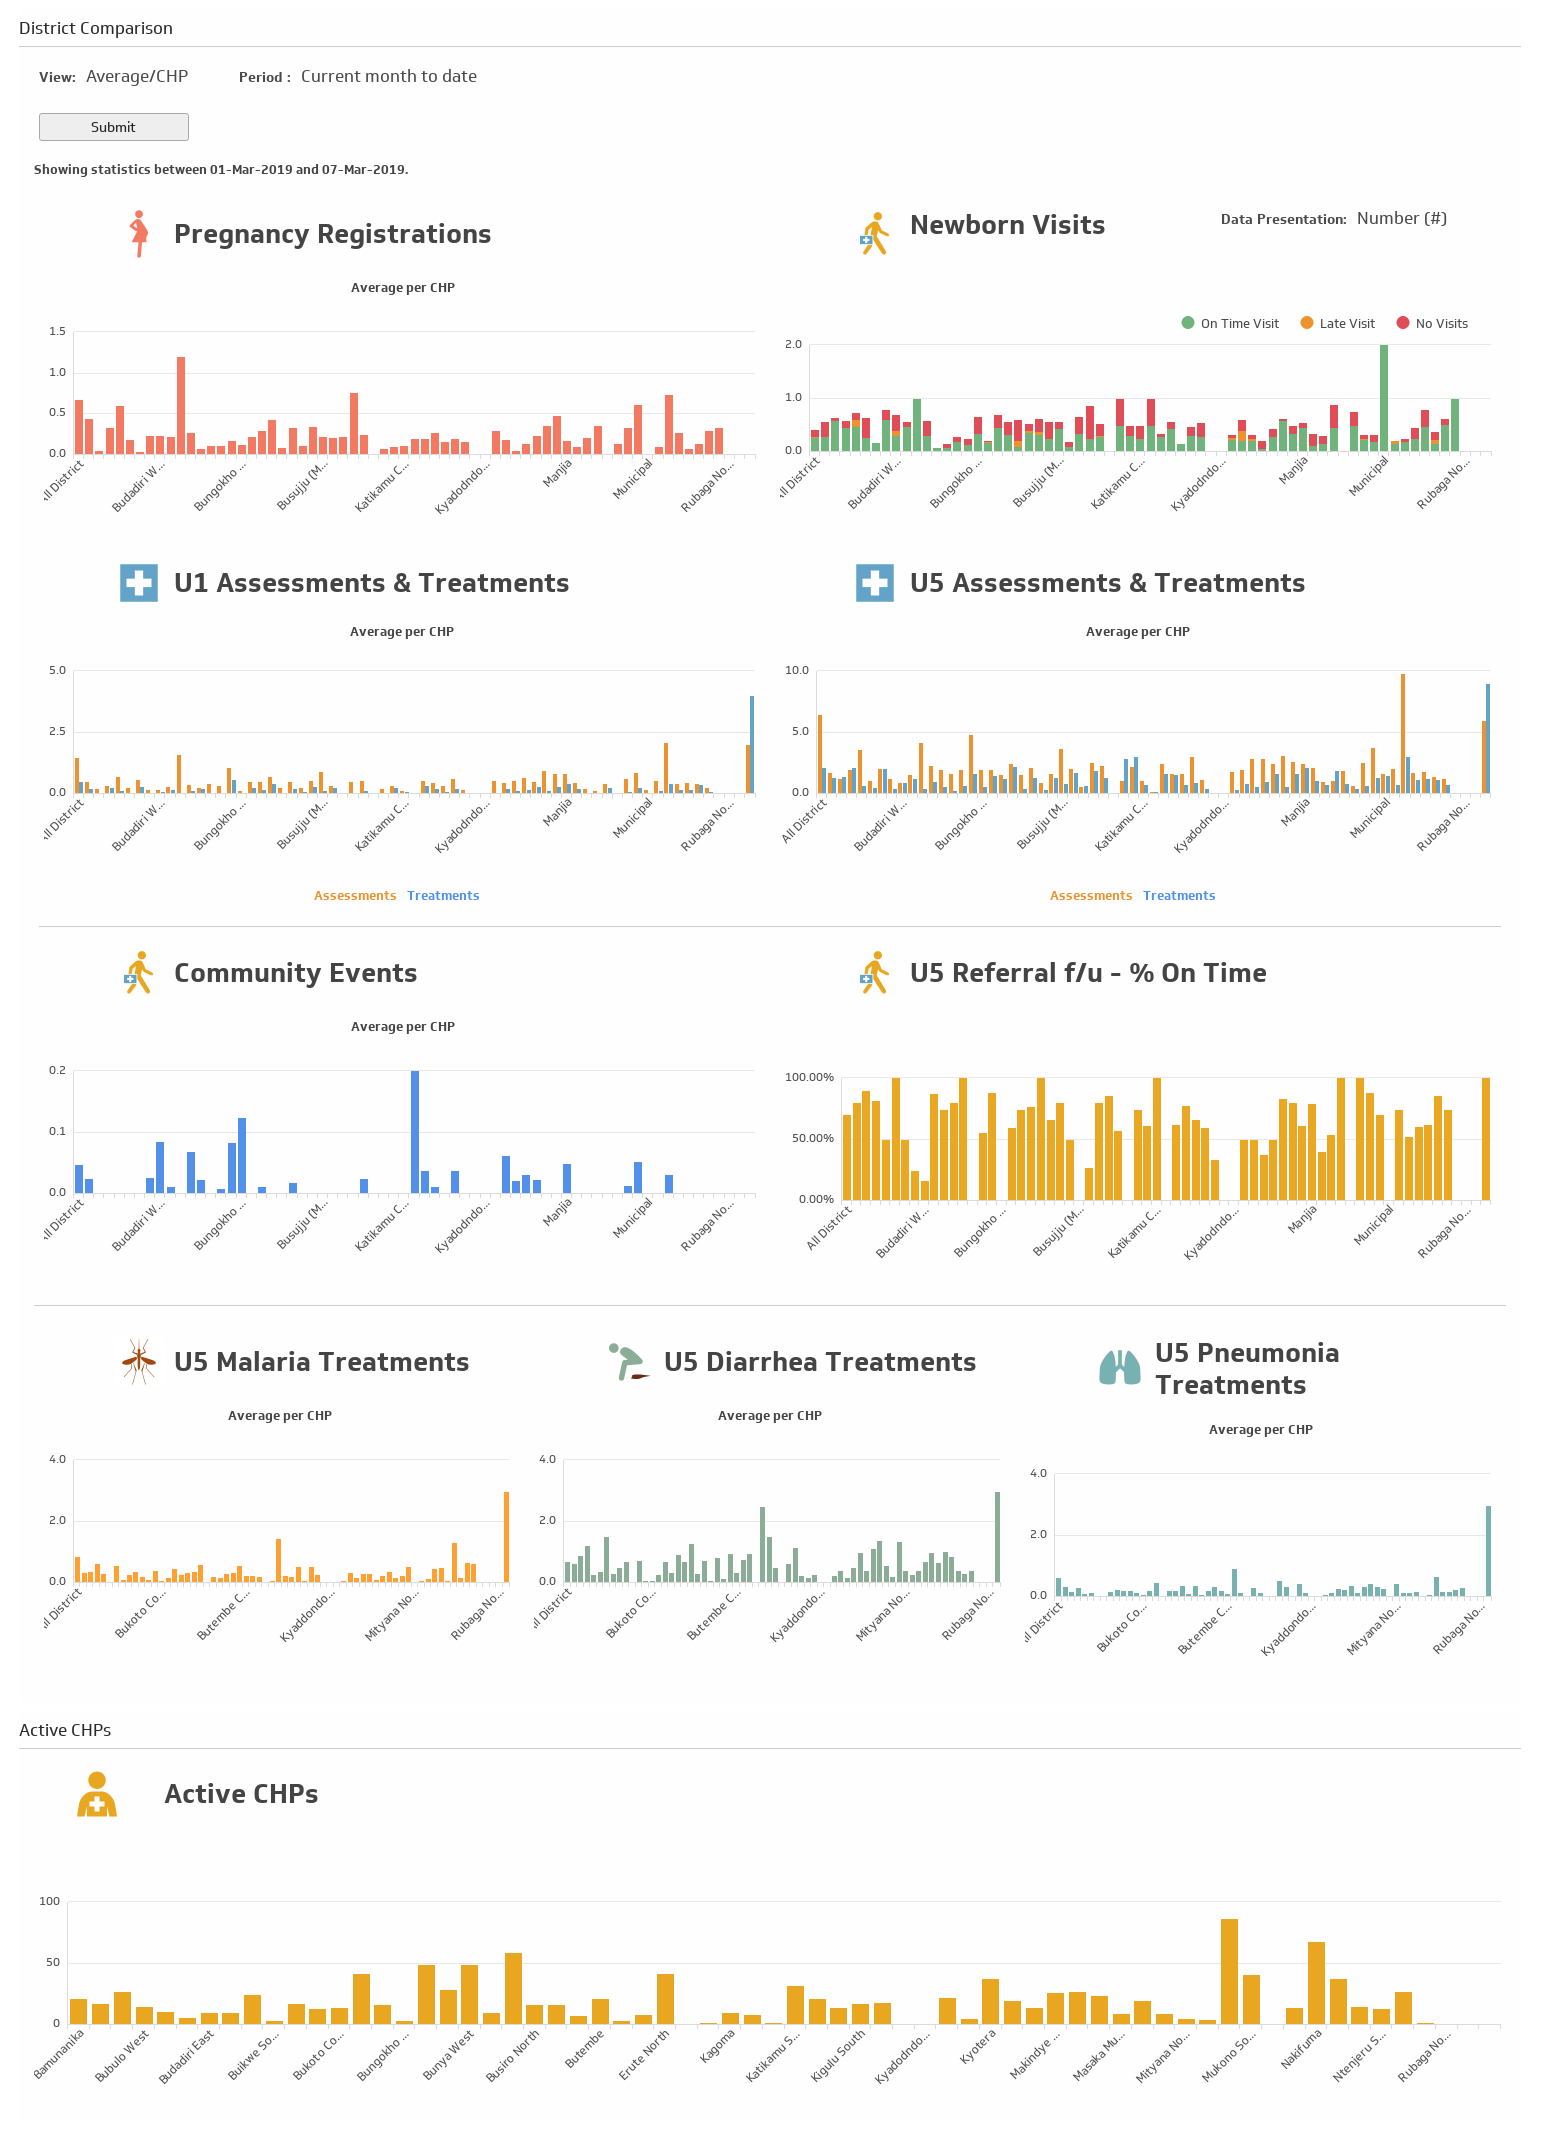 District Comparison
View: Average/CHP Period : Current month to date
Submit
Showing statistics between 01-Mar-2019 and 07-Mar-2019.
Pregnancy Registrations
Average per CHP
1.5
1.0
0.5
0.0
ll District
Budadiri W...
Bungokho ...
Busujju (M...
Katikamu C...
Kyadodndo...
Manjia
Municipal
Rubaga No...
Newborn Visits
Data Presentation: Number (#)
On Time Visit Late Visit No Visits
2.0
1.0
0.0
ll District
Budadiri W...
Bungokho ...
Busujju (M...
Katikamu C...
Kyadodndo...
Manjia
Municipal
Rubaga No...
U1 Assessments & Treatments
Average per CHP
5.0
2.5
0.0
ll District
Budadiri W...
Bungokho ...
Busujju (M...
Katikamu C...
Kyadodndo...
Manjia
Municipal
Rubaga No...
Assessments Treatments
U5 Assessments & Treatments
Average per CHP
10.0
5.0
0.0
All District
Budadiri W...
Bungokho ...
Busujju (M...
Katikamu C...
Kyadodndo...
Manjia
Municipal
Rubaga No...
Assessments Treatments
Community Events
Average per CHP
0.2
0.1
0.0
ll District
Budadiri W...
Bungokho ...
Busujju (M...
Katikamu C...
Kyadodndo...
Manjia
Municipal
Rubaga No...
U5 Referral f/u - % On Time
100.00%
50.00%
0.00%
All District
Budadiri W...
Bungokho ...
Busujju (M...
Katikamu C...
Kyadodndo...
Manjia
Municipal
Rubaga No...
U5 Malaria Treatments
Average per CHP
4.0
2.0
0.0
ll District
Bukoto Co...
Butembe C...
Kyaddondo...
Mityana No...
Rubaga No...
U5 Diarrhea Treatments
Average per CHP
4.0
2.0
0.0
ll District
Bukoto Co...
Butembe C...
Kyaddondo...
Mityana No...
Rubaga No...
U5 Pneumonia
Treatments
Average per CHP
4.0
2.0
0.0
ll District
Bukoto Co...
Butembe C...
Kyaddondo...
Mityana No...
Rubaga No...
Active CHPs
Active CHPs
100
50
0
Bamunanika
Bubulo West
Budadiri East
Buikwe So...
Bukoto Co...
Bungokho ...
Bunya West
Busiro North
Butembe
Erute North
Kagoma
Katikamu S...
Kigulu South
Kyadodndo...
Kyotera
Makindye ...
Masaka Mu...
Mityana No...
Mukono So...
Nakifuma
Ntenjeru S...
Rubaga No...